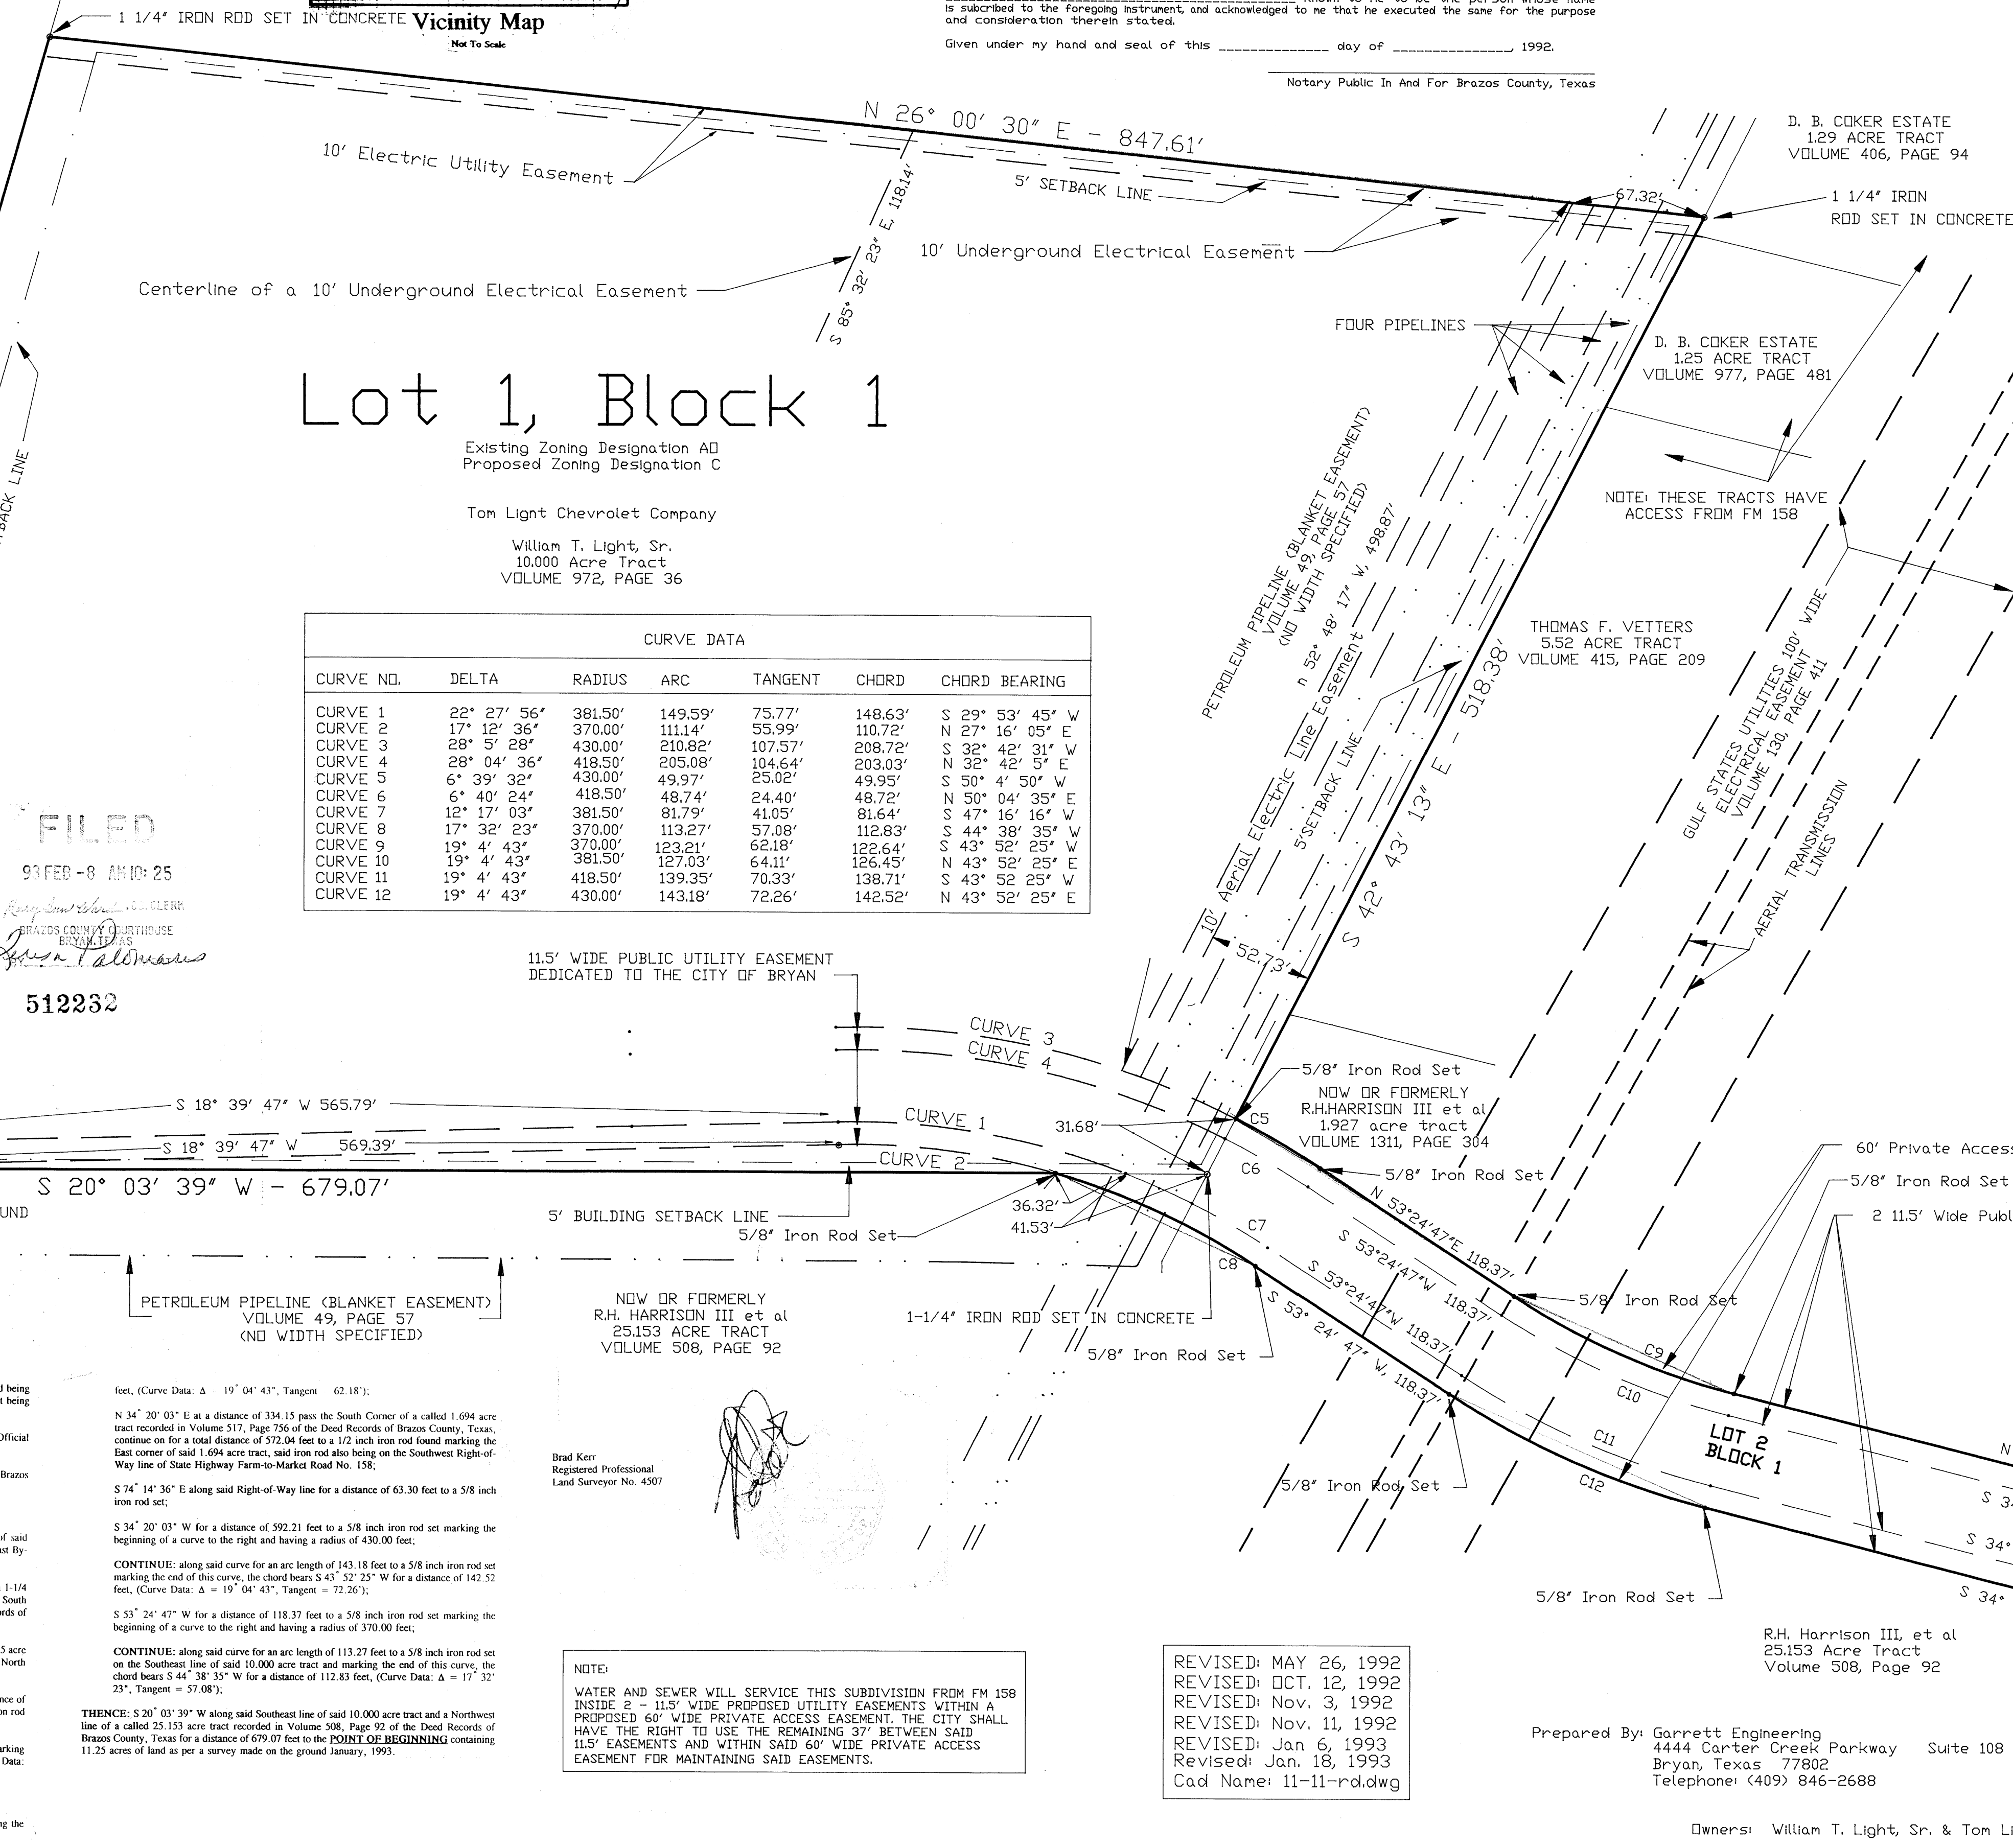 1 1/4" IRON ROD SET IN CONCRETE
Vicinity Map
Not To Scale
is subcribed to the foregoing instrument, and acknowledged to me that he executed the same for the purpose
and consideration therein stated.
Given under my hand and seal of this ______________ day of _______________, 1992.
Notary Public In And For Brazos County, Texas
N 26° 00' 30" E - 847.61'
D. B. COKER ESTATE
1.29 ACRE TRACT
VOLUME 406, PAGE 94
10' Electric Utility Easement
5' SETBACK LINE
67.32'
1 1/4" IRON
ROD SET IN CONCRETE
10' Underground Electrical Easement
Centerline of a 10' Underground Electrical Easement
S 85° 32' 23" E, 118.14'
FOUR PIPELINES
D. B. COKER ESTATE
1.25 ACRE TRACT
VOLUME 977, PAGE 481
Lot 1, Block 1
Existing Zoning Designation AO
Proposed Zoning Designation C
Tom Lignt Chevrolet Company
William T. Light, Sr.
10.000 Acre Tract
VOLUME 972, PAGE 36
BACK LINE
NOTE: THESE TRACTS HAVE
ACCESS FROM FM 158
PETROLEUM PIPELINE (BLANKET EASEMENT)
VOLUME 49, PAGE 57
(NO WIDTH SPECIFIED)
n 52° 48' 17" W, 498.87'
10' Aerial Electric Line Easement
5'SETBACK LINE
S 42° 43' 13" E - 518.38'
52.73'
THOMAS F. VETTERS
5.52 ACRE TRACT
VOLUME 415, PAGE 209
GULF STATES UTILITIES 100' WIDE
ELECTRICAL EASEMENT
VOLUME 130, PAGE 411
AERIAL TRANSMISSION
LINES
CURVE DATA
CURVE NO. DELTA RADIUS ARC TANGENT CHORD CHORD BEARING
CURVE 1 22° 27' 56" 381.50' 149.59' 75.77' 148.63' S 29° 53' 45" W
CURVE 2 17° 12' 36" 370.00' 111.14' 55.99' 110.72' N 27° 16' 05" E
CURVE 3 28° 5' 28" 430.00' 210.82' 107.57' 208.72' S 32° 42' 31" W
CURVE 4 28° 04' 36" 418.50' 205.08' 104.64' 203.03' N 32° 42' 5" E
CURVE 5 6° 39' 32" 430.00' 49.97' 25.02' 49.95' S 50° 4' 50" W
CURVE 6 6° 40' 24" 418.50' 48.74' 24.40' 48.72' N 50° 04' 35" E
CURVE 7 12° 17' 03" 381.50' 81.79' 41.05' 81.64' S 47° 16' 16" W
CURVE 8 17° 32' 23" 370.00' 113.27' 57.08' 112.83' S 44° 38' 35" W
CURVE 9 19° 4' 43" 370.00' 123.21' 62.18' 122.64' S 43° 52' 25" W
CURVE 10 19° 4' 43" 381.50' 127.03' 64.11' 126.45' N 43° 52' 25" E
CURVE 11 19° 4' 43" 418.50' 139.35' 70.33' 138.71' S 43° 52 25" W
CURVE 12 19° 4' 43" 430.00' 143.18' 72.26' 142.52' N 43° 52' 25" E
FILED
93 FEB -8 AM 10: 25
CLERK
BRAZOS COUNTY COURTHOUSE
BRYAN, TEXAS
512232
11.5' WIDE PUBLIC UTILITY EASEMENT
DEDICATED TO THE CITY OF BRYAN
CURVE 3
CURVE 4
CURVE 1
CURVE 2
S 18° 39' 47" W 565.79'
S 18° 39' 47" W 569.39'
S 20° 03' 39" W - 679.07'
UND
31.68'
36.32'
41.53'
5/8" Iron Rod Set
NOW OR FORMERLY
R.H.HARRISON III et al
1.927 acre tract
VOLUME 1311, PAGE 304
C5
C6
C7
C8
5/8" Iron Rod Set
60' Private Access
5/8" Iron Rod Set
2 11.5' Wide Publ
5' BUILDING SETBACK LINE
5/8" Iron Rod Set
N 53°24'47"E 118.37'
S 53°24'47"W 118.37'
S 53°24'47"W 118.37'
S 53° 24' 47" W, 118.37'
PETROLEUM PIPELINE (BLANKET EASEMENT)
VOLUME 49, PAGE 57
(NO WIDTH SPECIFIED)
NOW OR FORMERLY
R.H. HARRISON III et al
25.153 ACRE TRACT
VOLUME 508, PAGE 92
1-1/4" IRON ROD SET IN CONCRETE
5/8" Iron Rod Set
5/8" Iron Rod Set
C9
C10
C11
C12
LOT 2
BLOCK 1
N
S 3
S 34°
S 34°
5/8" Iron Rod Set
5/8" Iron Rod Set
d being
t being
Official
Brazos
of said
ast By-
1-1/4
South
ords of
5 acre
North
nce of
on rod
arking
Data:
ng the
feet, (Curve Data: Δ = 19° 04' 43", Tangent = 62.18');
N 34° 20' 03" E at a distance of 334.15 pass the South Corner of a called 1.694 acre
tract recorded in Volume 517, Page 756 of the Deed Records of Brazos County, Texas,
continue on for a total distance of 572.04 feet to a 1/2 inch iron rod found marking the
East corner of said 1.694 acre tract, said iron rod also being on the Southwest Right-of-
Way line of State Highway Farm-to-Market Road No. 158;
S 74° 14' 36" E along said Right-of-Way line for a distance of 63.30 feet to a 5/8 inch
iron rod set;
S 34° 20' 03" W for a distance of 592.21 feet to a 5/8 inch iron rod set marking the
beginning of a curve to the right and having a radius of 430.00 feet;
CONTINUE: along said curve for an arc length of 143.18 feet to a 5/8 inch iron rod set
marking the end of this curve, the chord bears S 43° 52' 25" W for a distance of 142.52
feet, (Curve Data: Δ = 19° 04' 43", Tangent = 72.26');
S 53° 24' 47" W for a distance of 118.37 feet to a 5/8 inch iron rod set marking the
beginning of a curve to the right and having a radius of 370.00 feet;
CONTINUE: along said curve for an arc length of 113.27 feet to a 5/8 inch iron rod set
on the Southeast line of said 10.000 acre tract and marking the end of this curve, the
chord bears S 44° 38' 35" W for a distance of 112.83 feet, (Curve Data: Δ = 17° 32'
23", Tangent = 57.08');
THENCE: S 20° 03' 39" W along said Southeast line of said 10.000 acre tract and a Northwest
line of a called 25.153 acre tract recorded in Volume 508, Page 92 of the Deed Records of
Brazos County, Texas for a distance of 679.07 feet to the POINT OF BEGINNING containing
11.25 acres of land as per a survey made on the ground January, 1993.
Brad Kerr
Registered Professional
Land Surveyor No. 4507
NOTE:
WATER AND SEWER WILL SERVICE THIS SUBDIVISION FROM FM 158
INSIDE 2 - 11.5' WIDE PROPOSED UTILITY EASEMENTS WITHIN A
PROPOSED 60' WIDE PRIVATE ACCESS EASEMENT. THE CITY SHALL
HAVE THE RIGHT TO USE THE REMAINING 37' BETWEEN SAID
11.5' EASEMENTS AND WITHIN SAID 60' WIDE PRIVATE ACCESS
EASEMENT FOR MAINTAINING SAID EASEMENTS.
REVISED: MAY 26, 1992
REVISED: OCT. 12, 1992
REVISED: Nov. 3, 1992
REVISED: Nov. 11, 1992
REVISED: Jan 6, 1993
Revised: Jan. 18, 1993
Cad Name: 11-11-rd.dwg
R.H. Harrison III, et al
25.153 Acre Tract
Volume 508, Page 92
Prepared By: Garrett Engineering
4444 Carter Creek Parkway Suite 108
Bryan, Texas 77802
Telephone: (409) 846-2688
Owners: William T. Light, Sr. & Tom Li